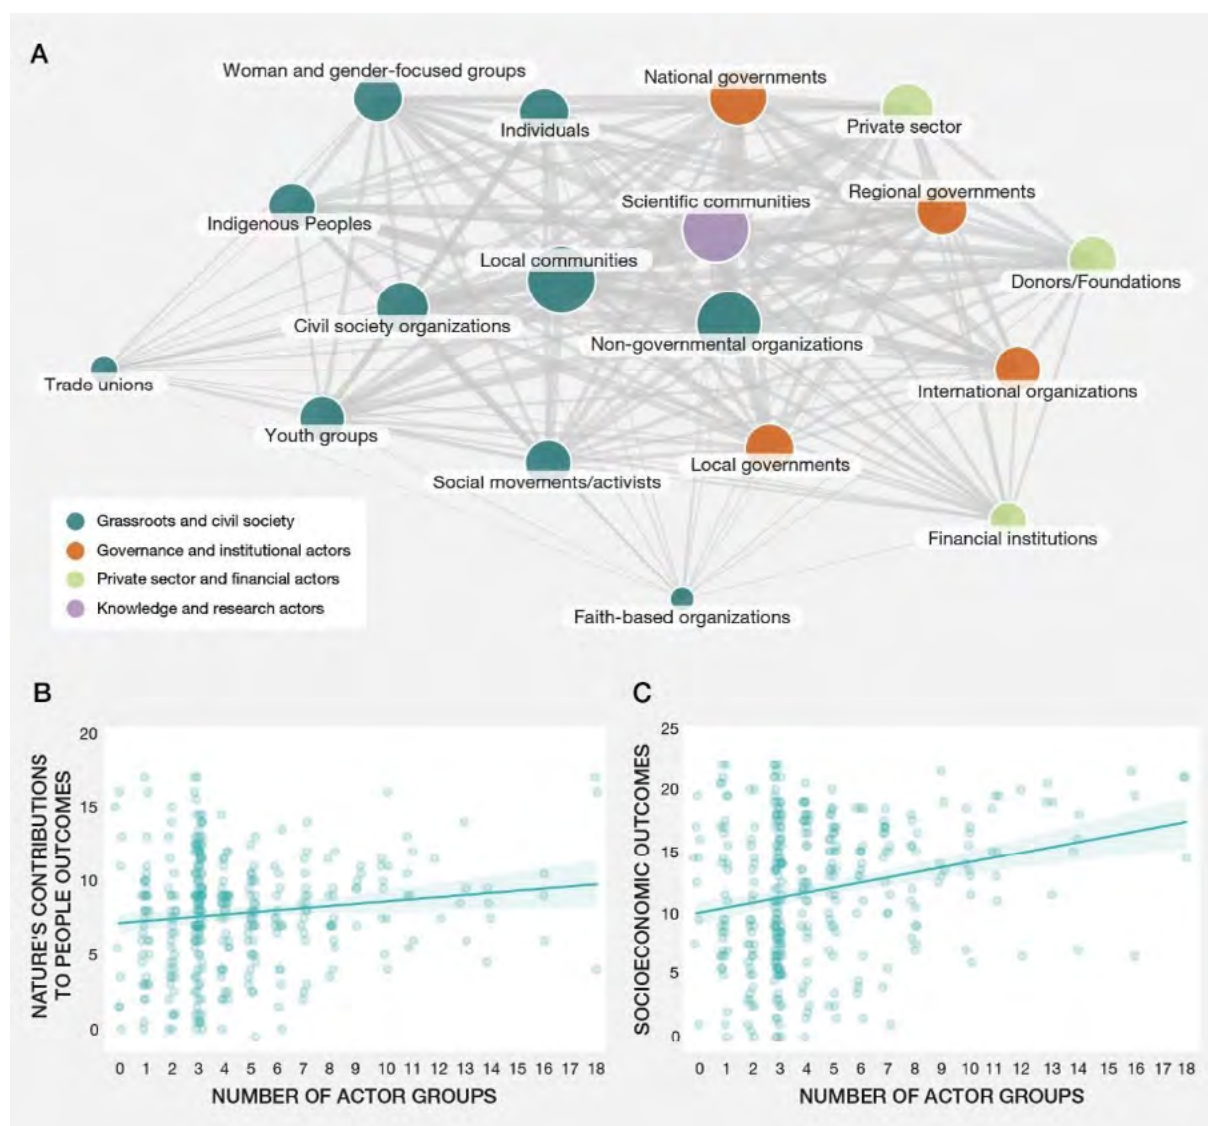 A
Woman and gender-focused groups
National governments
Individuals
Private sector
Scientific communities
Regional governments
Indigenous Peoples
Local communities
Donors/Foundations
Civil society organizations
Non-governmental organizations
Trade unions
International organizations
Youth groups
Local governments
Social movements/activists
Grassroots and civil society
Governance and institutional actors
Private sector and financial actors
Knowledge and research actors
Financial institutions
Faith-based organizations
B
NATURE'S CONTRIBUTIONS
TO PEOPLE OUTCOMES
20
15
10
5
0
0 1 2 3 4 5 6 7 8 9 10 11 12 13 14 15 16 17 18
NUMBER OF ACTOR GROUPS
C
SOCIOECONOMIC OUTCOMES
25
20
15
10
5
0
0 1 2 3 4 5 6 7 8 9 10 11 12 13 14 15 16 17 18
NUMBER OF ACTOR GROUPS